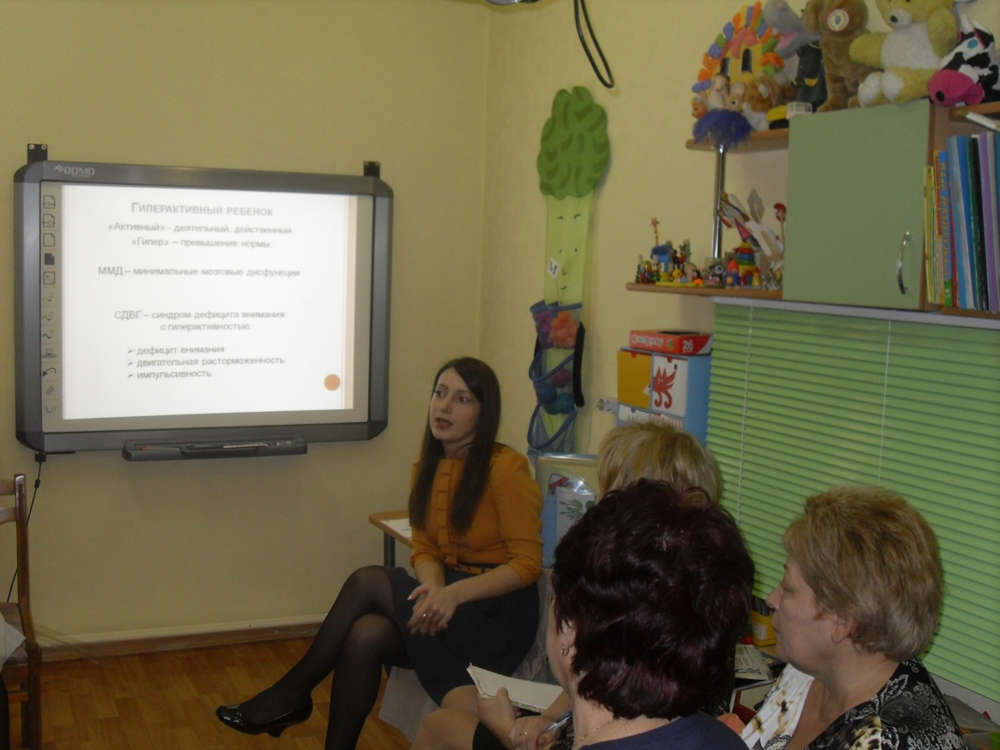 QOMO
ГИПЕРАКТИВНЫЙ РЕБЕНОК
«Активный» - деятельный, действенный
«Гипер» – превышение нормы
ММД – минимальные мозговые дисфункции
СДВГ – синдром дефицита внимания
с гиперактивностью
➢ дефицит внимания
➢ двигательная расторможенность
➢ импульсивность
М
26